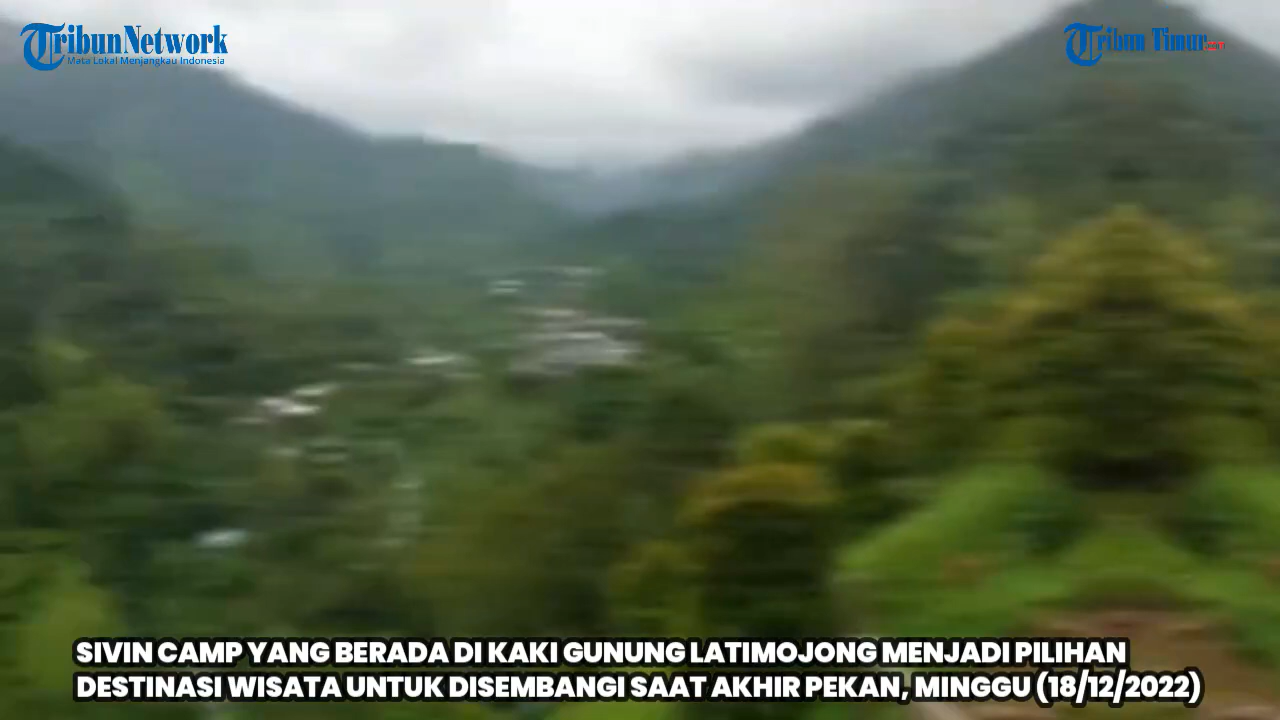 TribunNetwork
Mata Lokal Menjangkau Indonesia
Tribun Timur.com
SIVIN CAMP YANG BERADA DI KAKI GUNUNG LATIMOJONG MENJADI PILIHAN
DESTINASI WISATA UNTUK DISEMBANGI SAAT AKHIR PEKAN, MINGGU (18/12/2022)